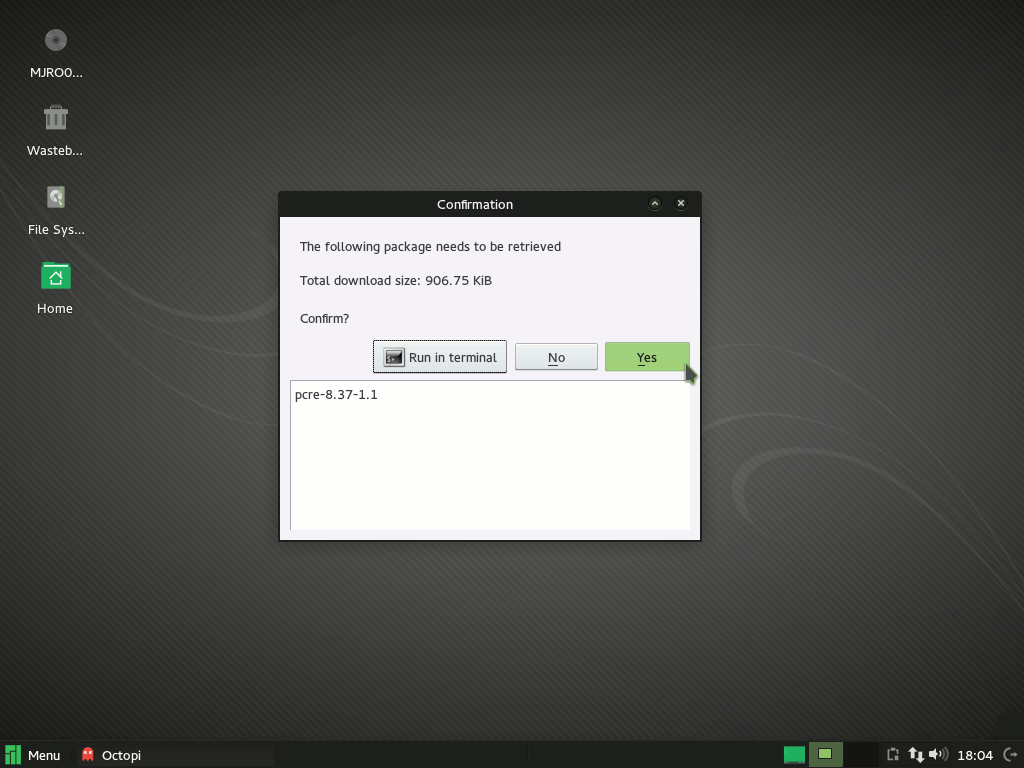 MJRO0...
Wasteb...
File Sys...
Home
Confirmation
The following package needs to be retrieved
Total download size: 906.75 KiB
Confirm?
Run in terminal
No
Yes
pcre-8.37-1.1
Menu
Octopi
18:04